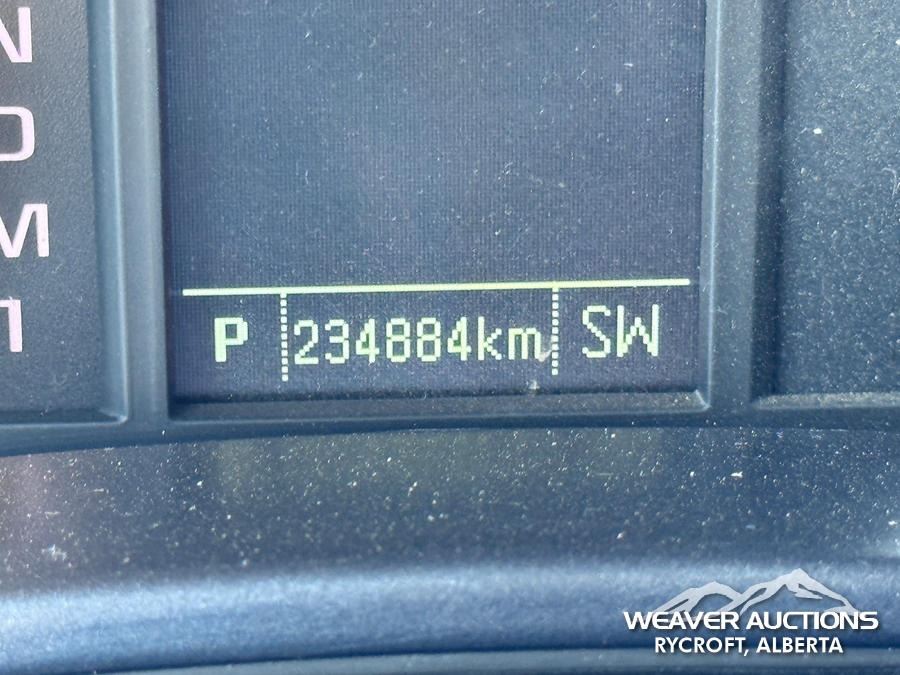 N
D
M
1
P 234884km SW
WEAVER AUCTIONS
RYCROFT, ALBERTA